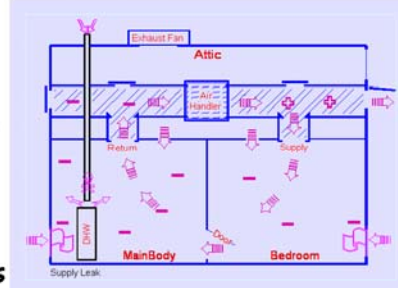 Exhaust Fan
Attic
Air
Handler
Return
Supply
DHW
Door
MainBody
Bedroom
Supply Leak
s